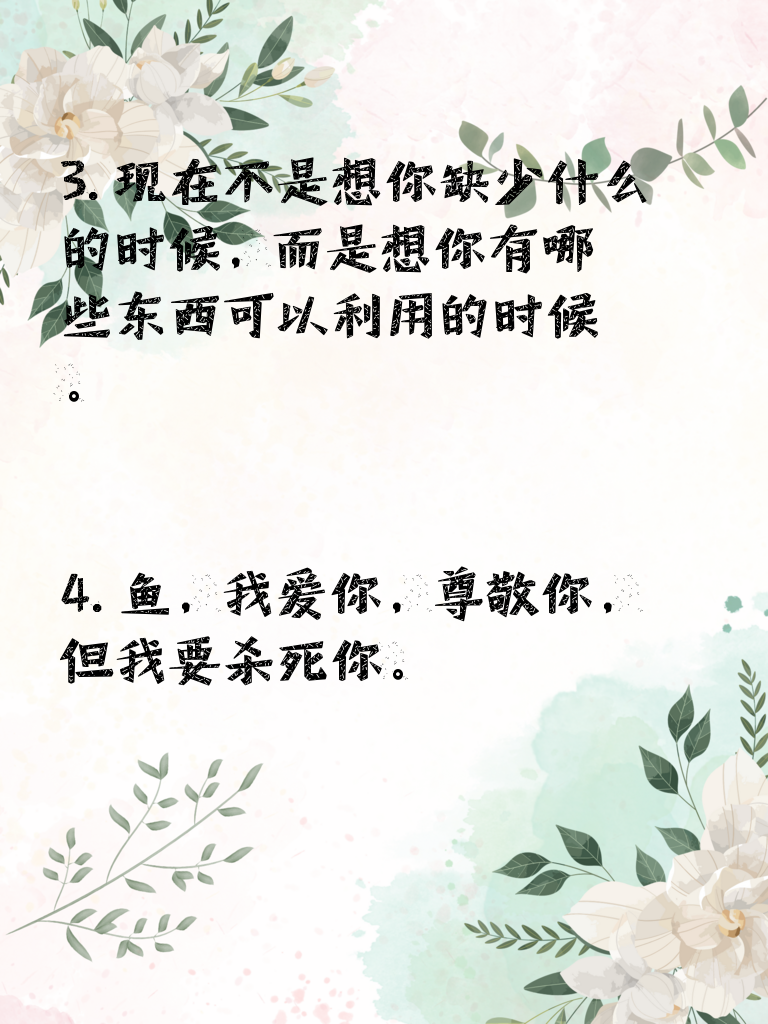 3. 现在不是想你缺少什么
的时候，而是想你有哪
些东西可以利用的时候
。
4. 鱼，我爱你，尊敬你，
但我要杀死你。